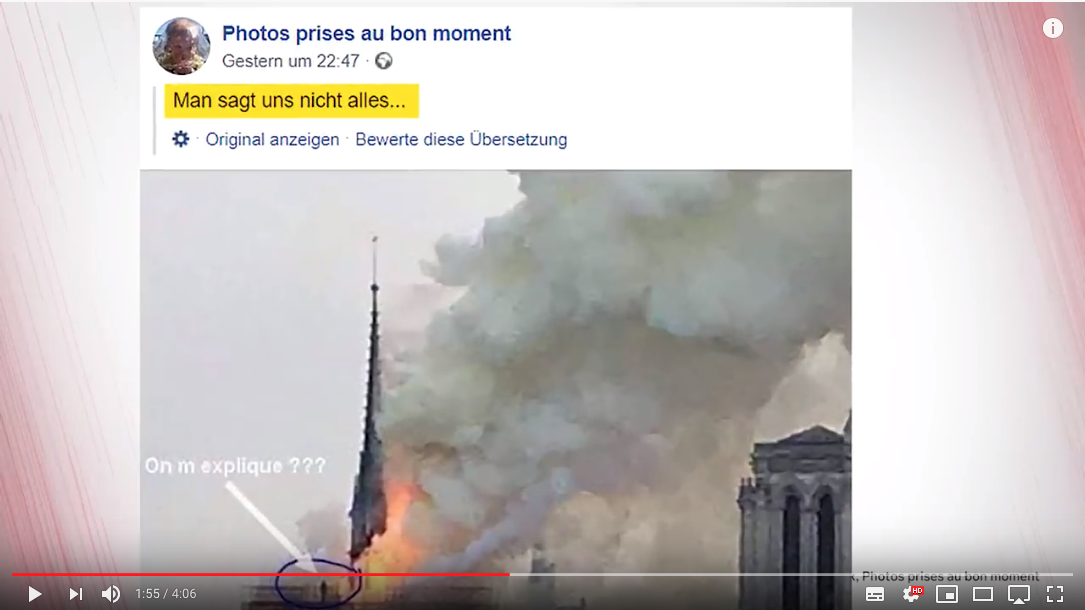 Photos prises au bon moment
Gestern um 22:47 ·
Man sagt uns nicht alles...
· Original anzeigen · Bewerte diese Übersetzung
On m explique ???
, Photos prises au bon moment
1:55 / 4:06
HD